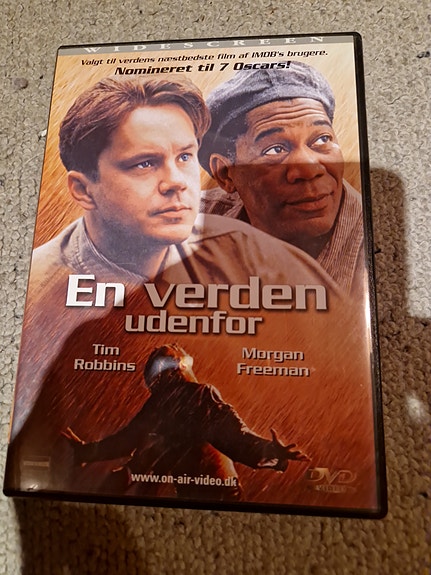 WIDESCREEN
Valgt til verdens næstbedste film af IMDB's brugere.
Nomineret til 7 Oscars!
En verden
udenfor
Tim
Robbins
Morgan
Freeman
www.on-air-video.dk
DVD
VIDEO